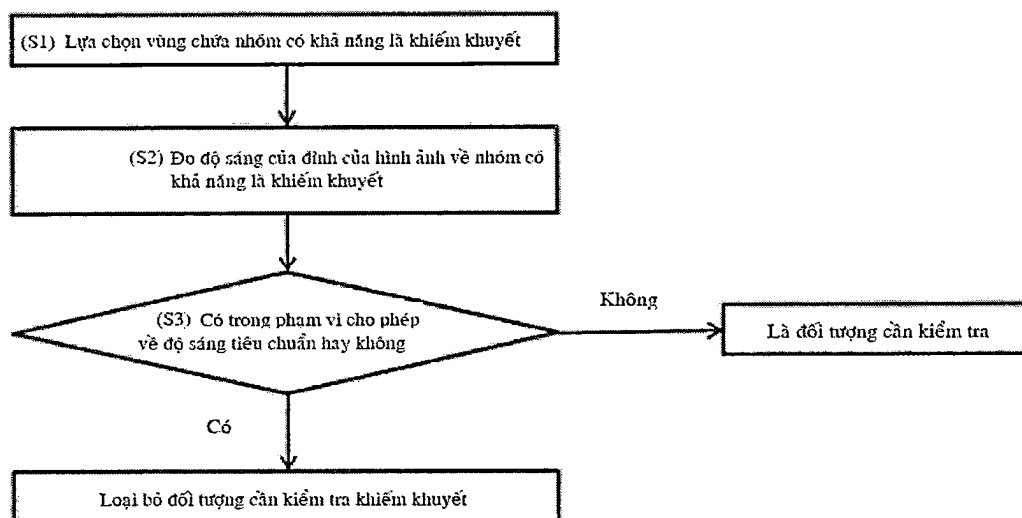 (S1) Lựa chọn vùng chứa nhóm có khả năng là khiếm khuyết
(S2) Đo độ sáng của đỉnh của hình ảnh về nhóm có
khả năng là khiếm khuyết
(S3) Có trong phạm vi cho phép
về độ sáng tiêu chuẩn hay không
Không
Là đối tượng cần kiểm tra
Có
Loại bỏ đối tượng cần kiểm tra khiếm khuyết